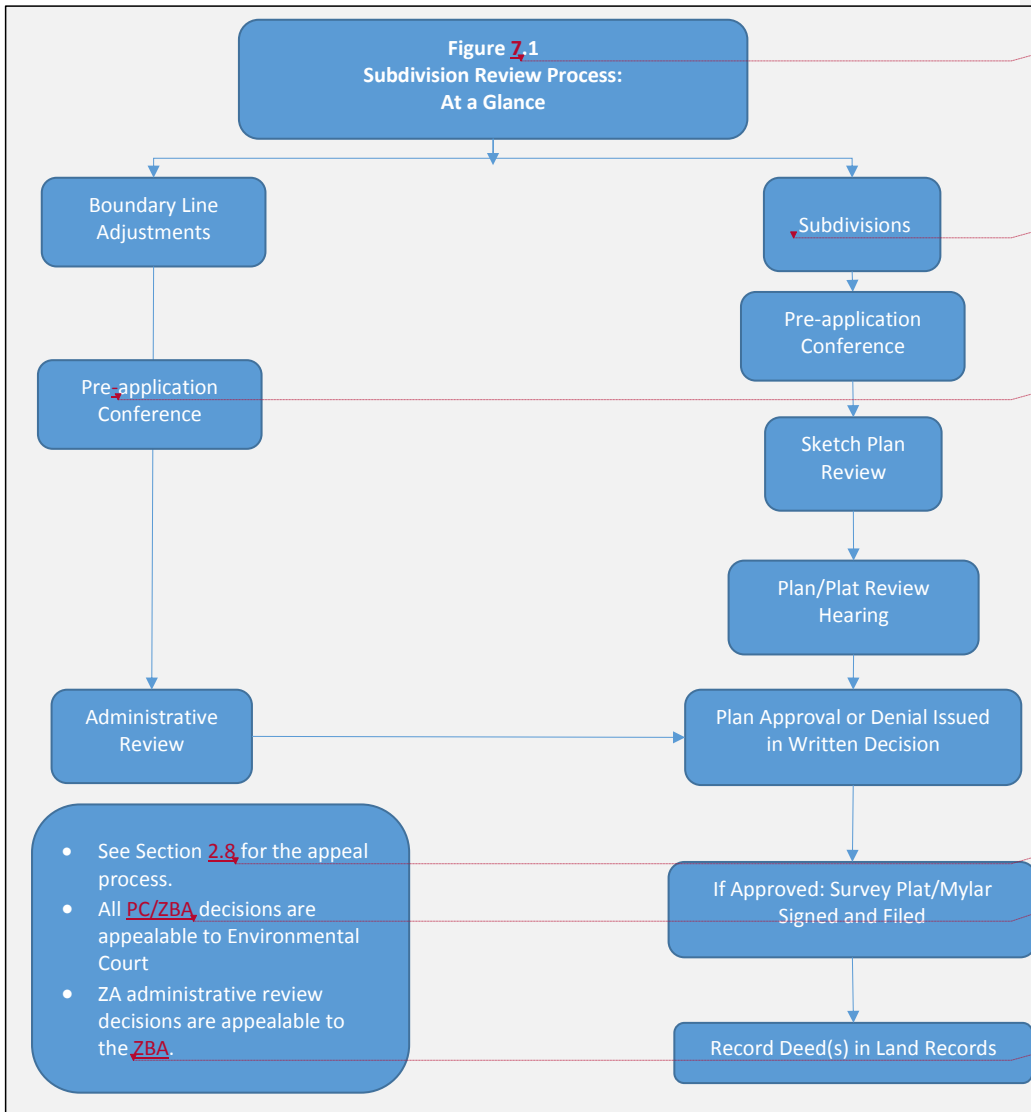 Figure 7.1
Subdivision Review Process:
At a Glance
Boundary Line
Adjustments
Pre-application
Conference
Administrative
Review
Subdivisions
Pre-application
Conference
Sketch Plan
Review
Plan/Plat Review
Hearing
Plan Approval or Denial Issued
in Written Decision
If Approved: Survey Plat/Mylar
Signed and Filed
Record Deed(s) in Land Records
• See Section 2.8 for the appeal
process.
• All PC/ZBA decisions are
appealable to Environmental
Court
• ZA administrative review
decisions are appealable to
the ZBA.